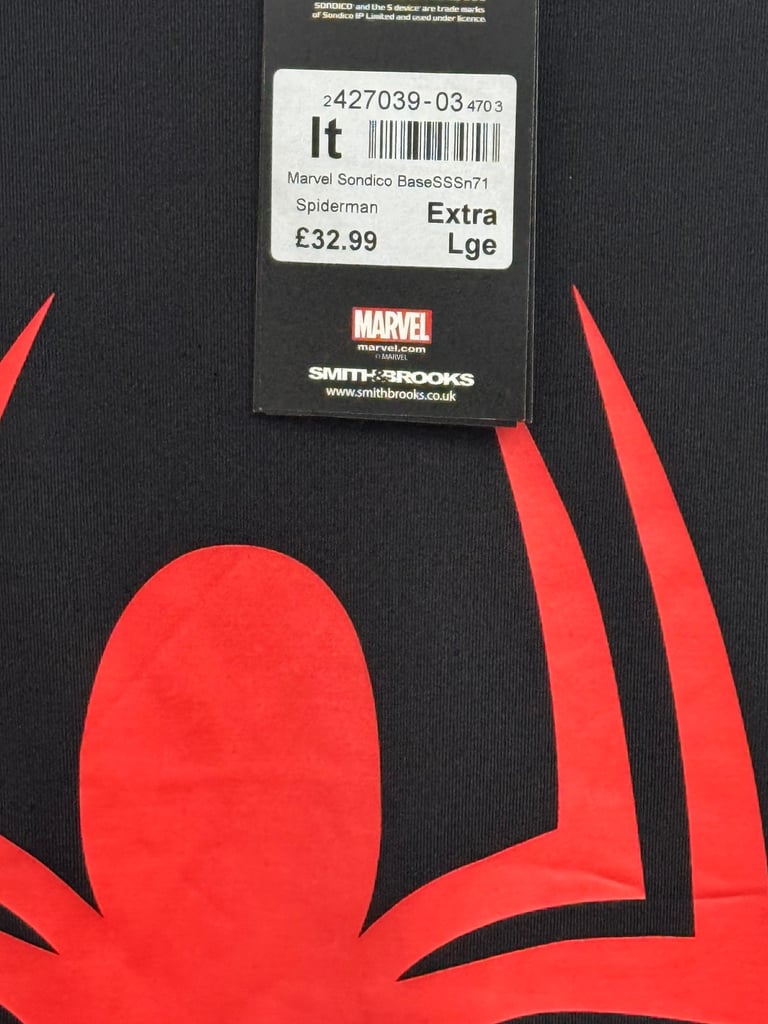 SONDICO and the S device are trade marks
of Sondico IP Limited and used under licence.
2427039-03 4703
lt
Marvel Sondico BaseSSSn71
Spiderman
Extra
£32.99
Lge
MARVEL
marvel.com
© MARVEL
SMITH&BROOKS
www.smithbrooks.co.uk